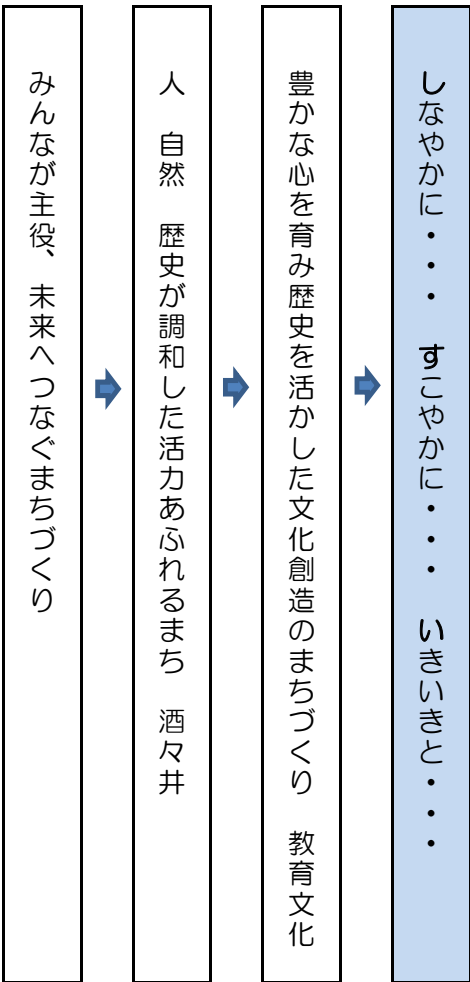 しなやかに・・・　すこやかに・・・　いきいきと・・・
豊かな心を育み歴史を活かした文化創造のまちづくり　教育文化
人　自然　歴史が調和した活力あふれるまち　酒々井
みんなが主役、未来へつなぐまちづくり